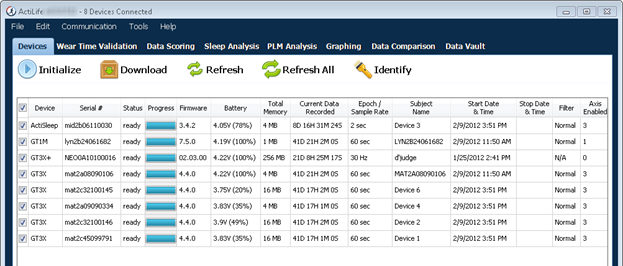 ActiLife - 8 Devices Connected
File Edit Communication Tools Help
Devices Wear Time Validation Data Scoring Sleep Analysis PLM Analysis Graphing Data Comparison Data Vault
Initialize Download Refresh Refresh All Identify
Device Serial # Status Progress Firmware Battery Total Memory Current Data Recorded Epoch / Sample Rate Subject Name Start Date & Time Stop Date & Time Filter Axis Enabled
ActiSleep mid2b06110030 ready 3.4.2 4.05V (78%) 4 MB 8D 16H 31M 24S 2 sec Device 3 2/9/2012 3:51 PM Normal 3
GT1M lyn2b24061682 ready 7.5.0 4.19V (100%) 1 MB 41D 21H 2M 0S 60 sec LYN2B24061682 2/9/2012 11:50 AM Normal 1
GT3X+ NEO0A10100016 ready 02.03.00 4.22V (100%) 256 MB 21D 8H 25M 17S 30 Hz d'judge 1/25/2012 2:41 PM N/A 0
GT3X mat2a08090106 ready 4.4.0 4.22V (100%) 4 MB 41D 21H 2M 0S 60 sec MAT2A08090106 2/9/2012 11:50 AM Normal 3
GT3X mat2c32100145 ready 4.4.0 3.75V (20%) 16 MB 41D 17H 2M 0S 60 sec Device 6 2/9/2012 3:51 PM Normal 3
GT3X mat2a09090334 ready 4.4.0 3.83V (35%) 4 MB 41D 17H 2M 0S 60 sec Device 4 2/9/2012 3:51 PM Normal 3
GT3X mat2c32100146 ready 4.4.0 3.9V (49%) 16 MB 41D 17H 2M 0S 60 sec Device 2 2/9/2012 3:51 PM Normal 3
GT3X mat2c45099791 ready 4.4.0 3.83V (35%) 16 MB 41D 17H 1M 0S 60 sec Device 1 2/9/2012 3:51 PM Normal 3